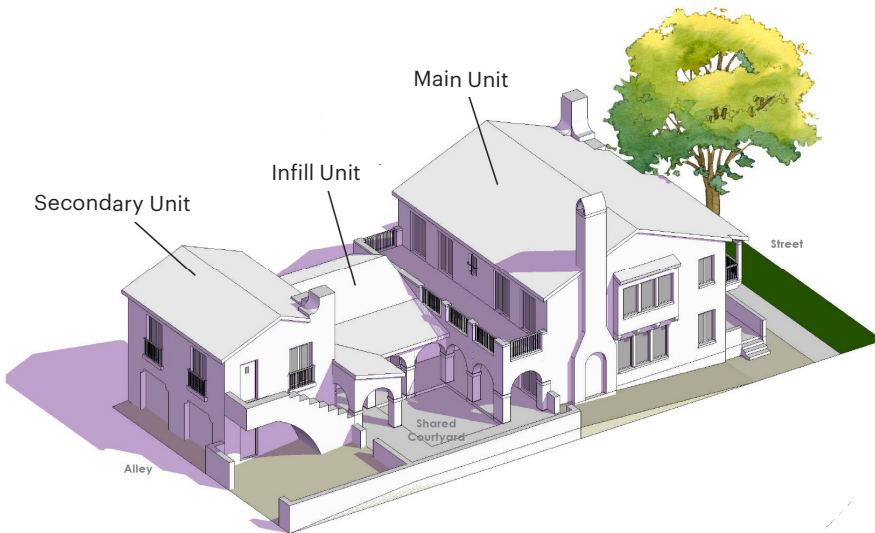 Main Unit
Infill Unit
Secondary Unit
Street
Shared
Courtyard
Alley